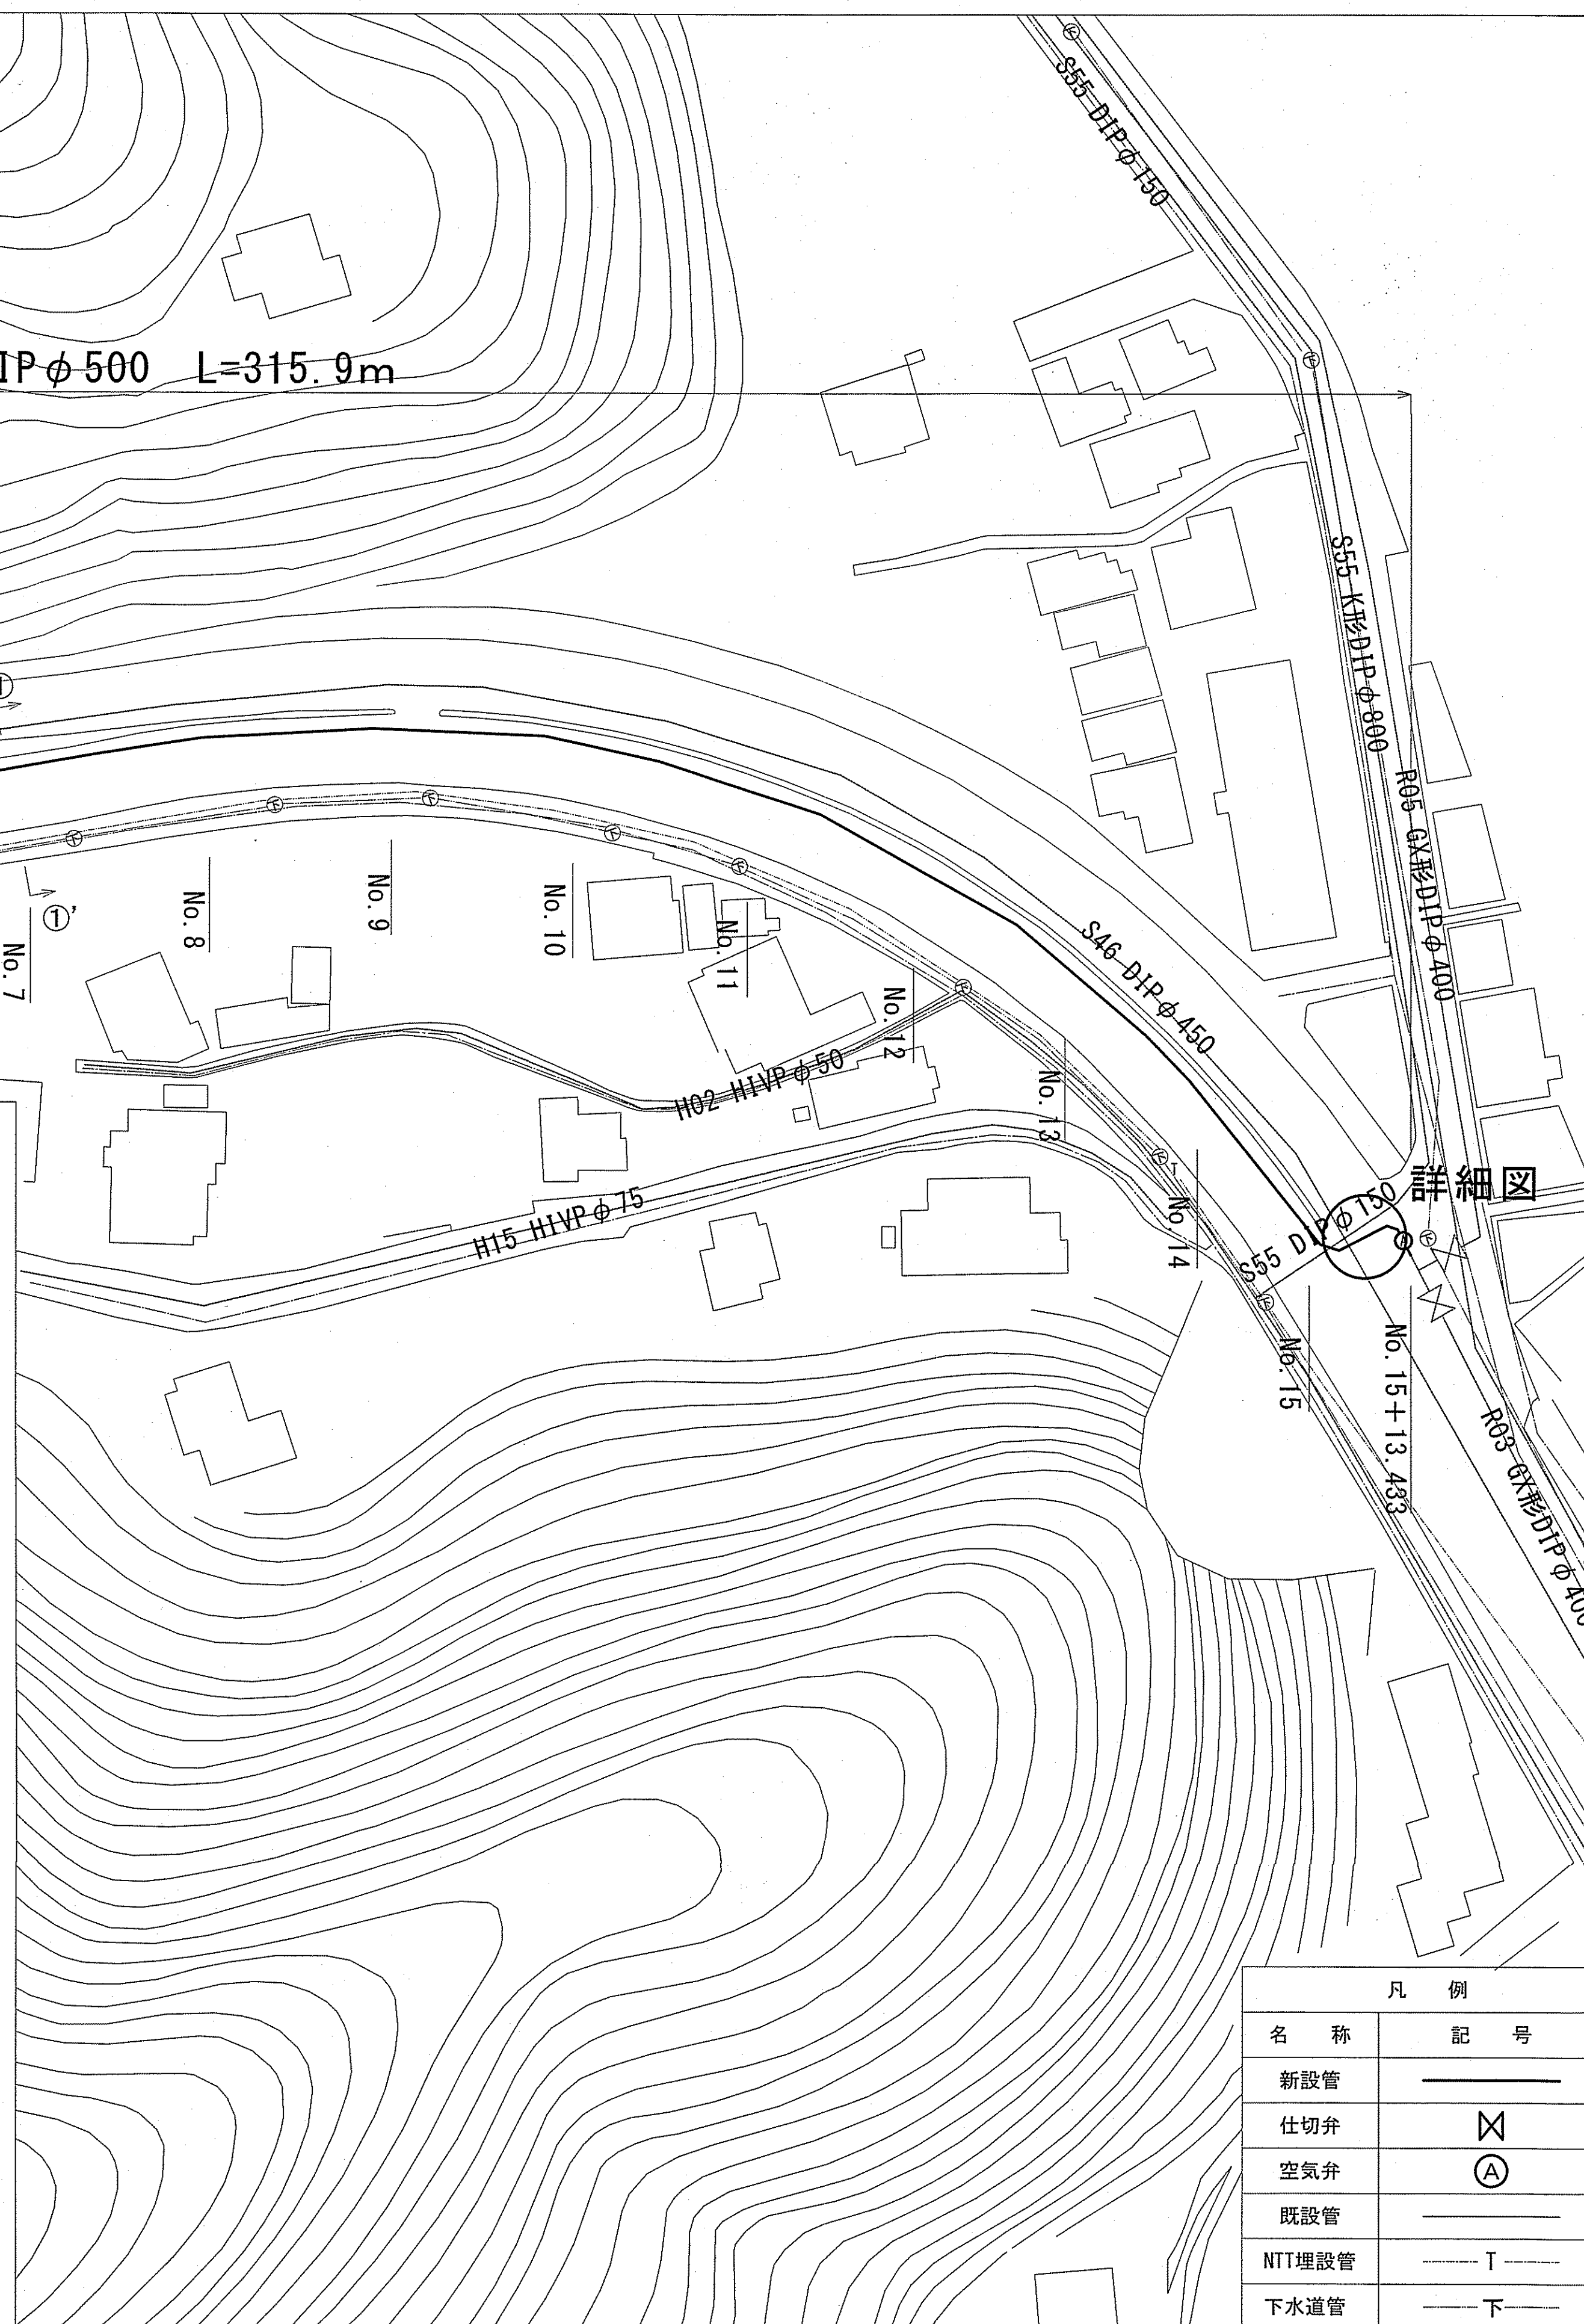 S55 DIPφ150
IPφ500 L=315.9m
S55 K形DIPφ800
R05 GX形DIPφ400
①'
No.7
No.8
No.9
No.10
No.11
No.12
No.13
S46 DIPφ450
H02 HIVPφ50
H15 HIVPφ75
No.14
S55 DIPφ150
詳細図
A
No.15
No.15+13.433
R03 GX形DIPφ400
凡 例
名 称 記 号
新設管
仕切弁
空気弁 A
既設管
NTT埋設管 T
下水道管 下